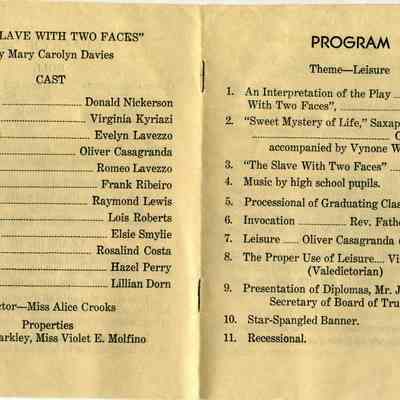 SLAVE WITH TWO FACES"
y Mary Carolyn Davies
CAST
Donald Nickerson
Virginia Kyriazi
Evelyn Lavezzo
Oliver Casagranda
Romeo Lavezzo
Frank Ribeiro
Raymond Lewis
Lois Roberts
Elsie Smylie
Rosalind Costa
Hazel Perry
Lillian Dorn
ctor—Miss Alice Crooks
Properties
arkley, Miss Violet E. Molfino
PROGRAM
Theme—Leisure
1. An Interpretation of the Play
With Two Faces",
2. "Sweet Mystery of Life," Saxap
accompanied by Vynone W
3. "The Slave With Two Faces"
4. Music by high school pupils.
5. Processional of Graduating Clas
6. Invocation Rev. Fathe
7. Leisure Oliver Casagranda (
8. The Proper Use of Leisure Vi
(Valedictorian)
9. Presentation of Diplomas, Mr. J
Secretary of Board of Tru
10. Star-Spangled Banner.
11. Recessional.